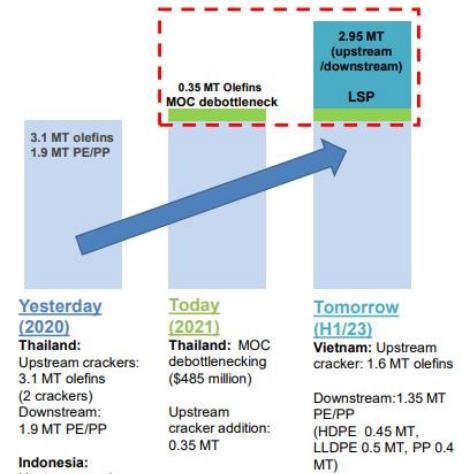 2.95 MT
(upstream
/downstream)
LSP
0.35 MT Olefins
MOC debottleneck
3.1 MT olefins
1.9 MT PE/PP
Yesterday
(2020)
Thailand:
Upstream crackers:
3.1 MT olefins
(2 crackers)
Downstream:
1.9 MT PE/PP
Indonesia:
Today
(2021)
Thailand: MOC
debottlenecking
($485 million)
Upstream
cracker addition:
0.35 MT
Tomorrow
(H1/23)
Vietnam: Upstream
cracker: 1.6 MT olefins
Downstream:1.35 MT
PE/PP
(HDPE 0.45 MT,
LLDPE 0.5 MT, PP 0.4
MT)